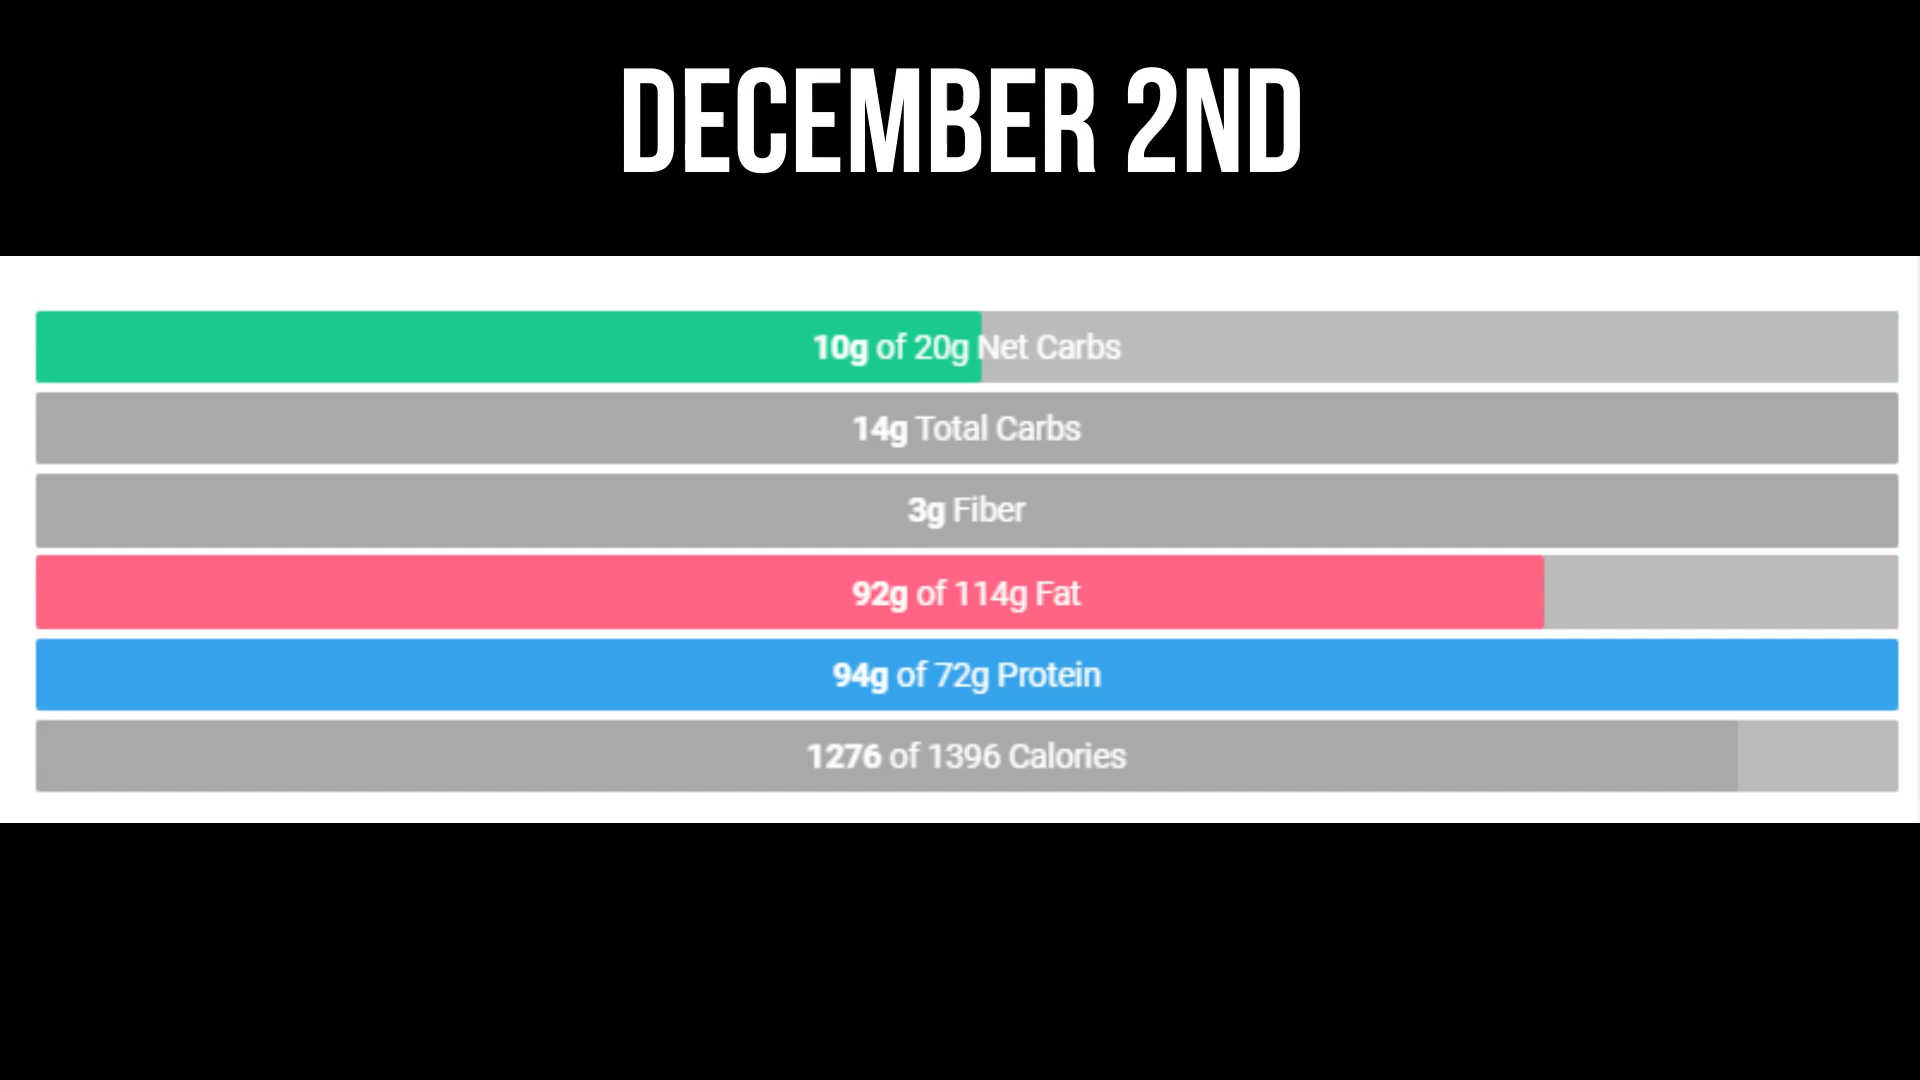 DECEMBER 2ND
10g of 20g Net Carbs
14g Total Carbs
3g Fiber
92g of 114g Fat
94g of 72g Protein
1276 of 1396 Calories